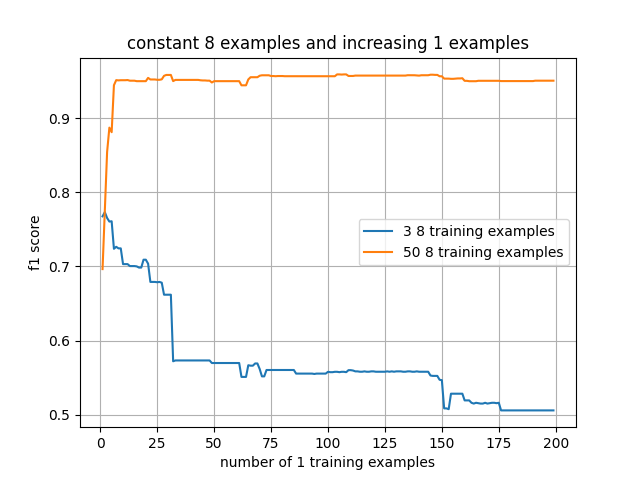 constant 8 examples and increasing 1 examples
f1 score
0.9
0.8
0.7
0.6
0.5
3 8 training examples
50 8 training examples
0 25 50 75 100 125 150 175 200
number of 1 training examples